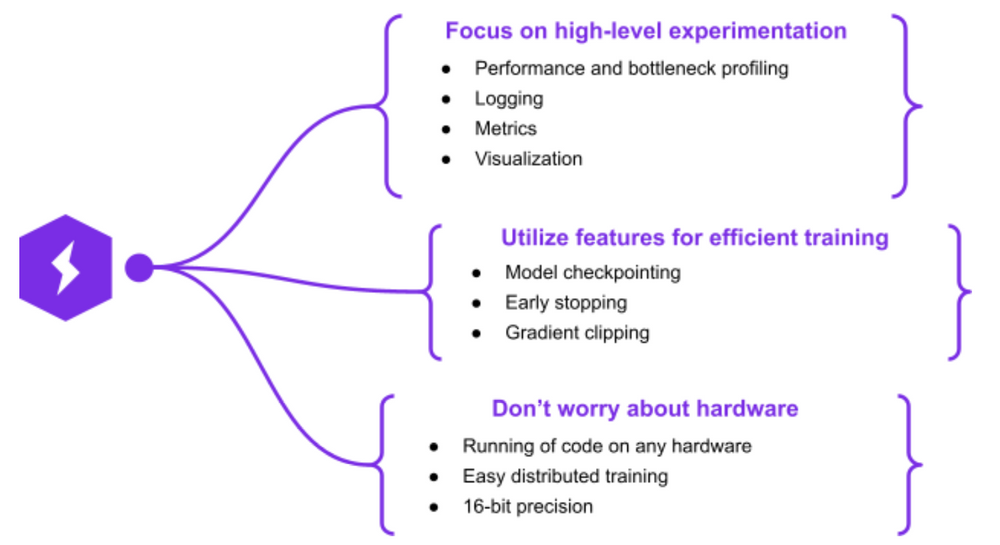 Focus on high-level experimentation
● Performance and bottleneck profiling
● Logging
● Metrics
● Visualization
Utilize features for efficient training
● Model checkpointing
● Early stopping
● Gradient clipping
Don’t worry about hardware
● Running of code on any hardware
● Easy distributed training
● 16-bit precision